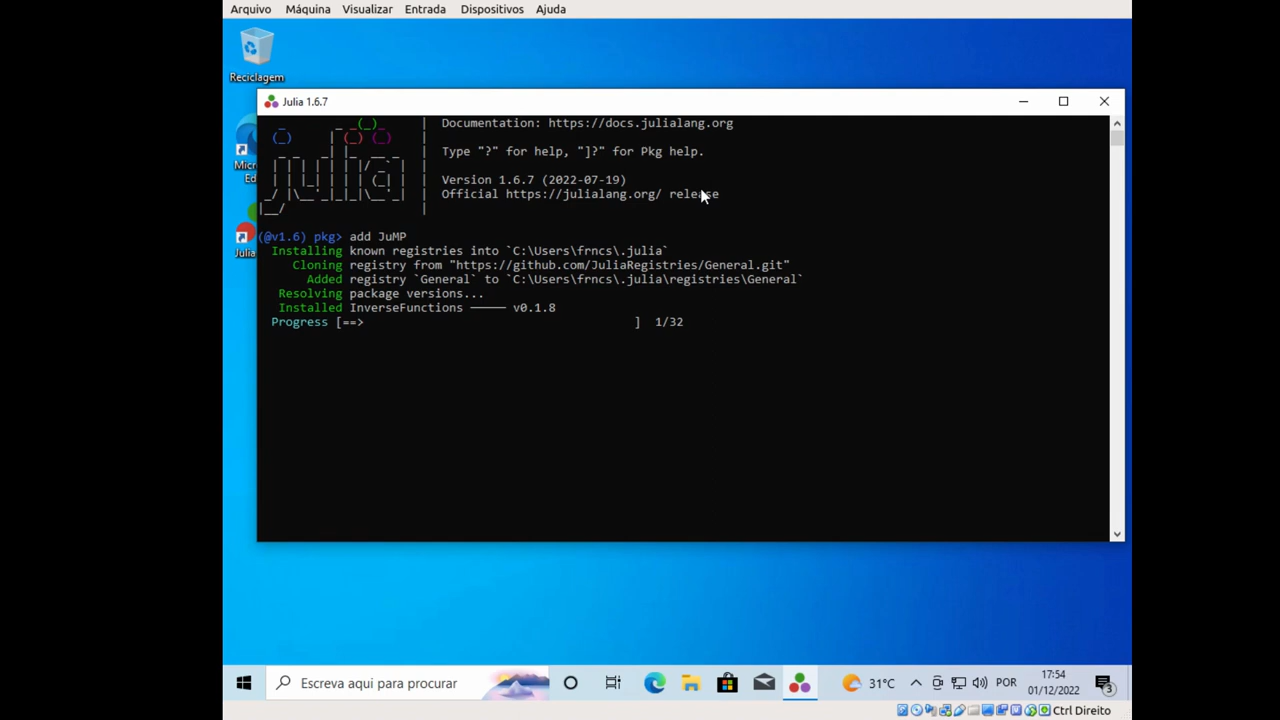 Arquivo Máquina Visualizar Entrada Dispositivos Ajuda
Reciclagem
Julia 1.6.7
Documentation: https://docs.julialang.org
Type "?" for help, "]?" for Pkg help.
Version 1.6.7 (2022-07-19)
Official https://julialang.org/ release
(@v1.6) pkg> add JuMP
Installing known registries into `C:\Users\frncs\.julia`
Cloning registry from "https://github.com/JuliaRegistries/General.git"
Added registry `General` to `C:\Users\frncs\.julia\registries\General`
Resolving package versions...
Installed InverseFunctions ───── v0.1.8
Progress [==> ] 1/32
Micr
Ed
Julia
Escreva aqui para procurar
31°C
POR
17:54
01/12/2022
3
Ctrl Direito